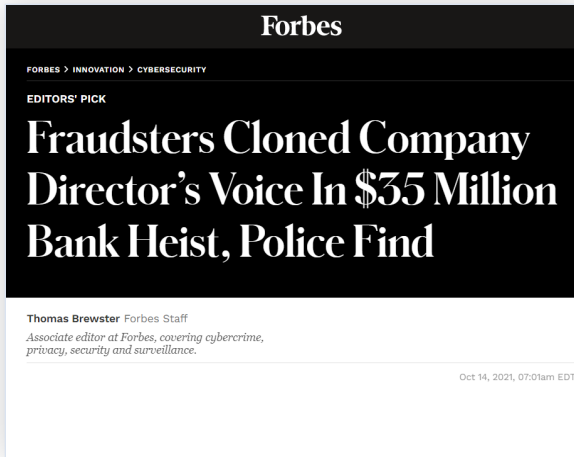 Forbes
FORBES > INNOVATION > CYBERSECURITY
EDITORS' PICK
Fraudsters Cloned Company
Director's Voice In $35 Million
Bank Heist, Police Find
Thomas Brewster Forbes Staff
Associate editor at Forbes, covering cybercrime,
privacy, security and surveillance.
Oct 14, 2021, 07:01am EDT